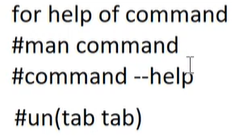 for help of command
#man command
#command --help
#un(tab tab)